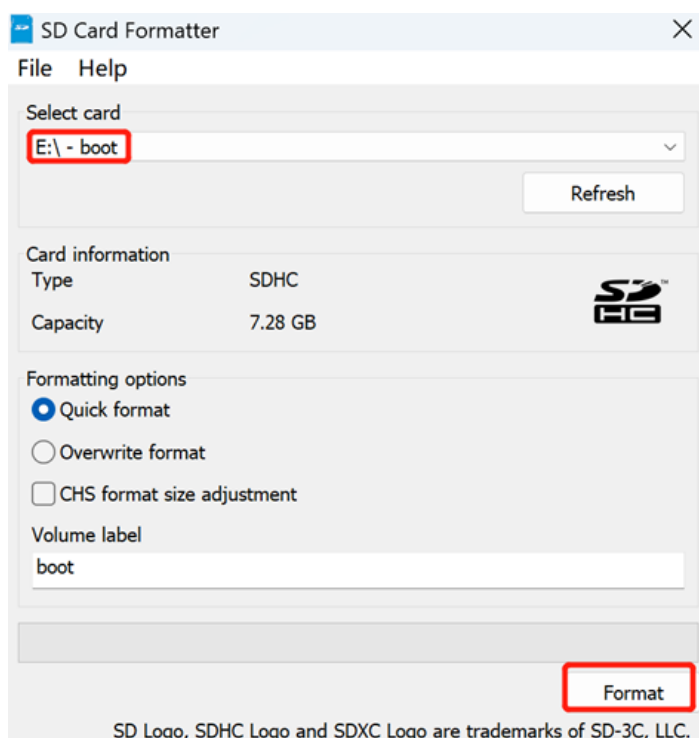 SD Card Formatter
File Help
Select card
E:\ - boot
Refresh
Card information
Type SDHC
Capacity 7.28 GB
SD
HC
Formatting options
Quick format
Overwrite format
CHS format size adjustment
Volume label
boot
Format
SD Logo, SDHC Logo and SDXC Logo are trademarks of SD-3C, LLC.